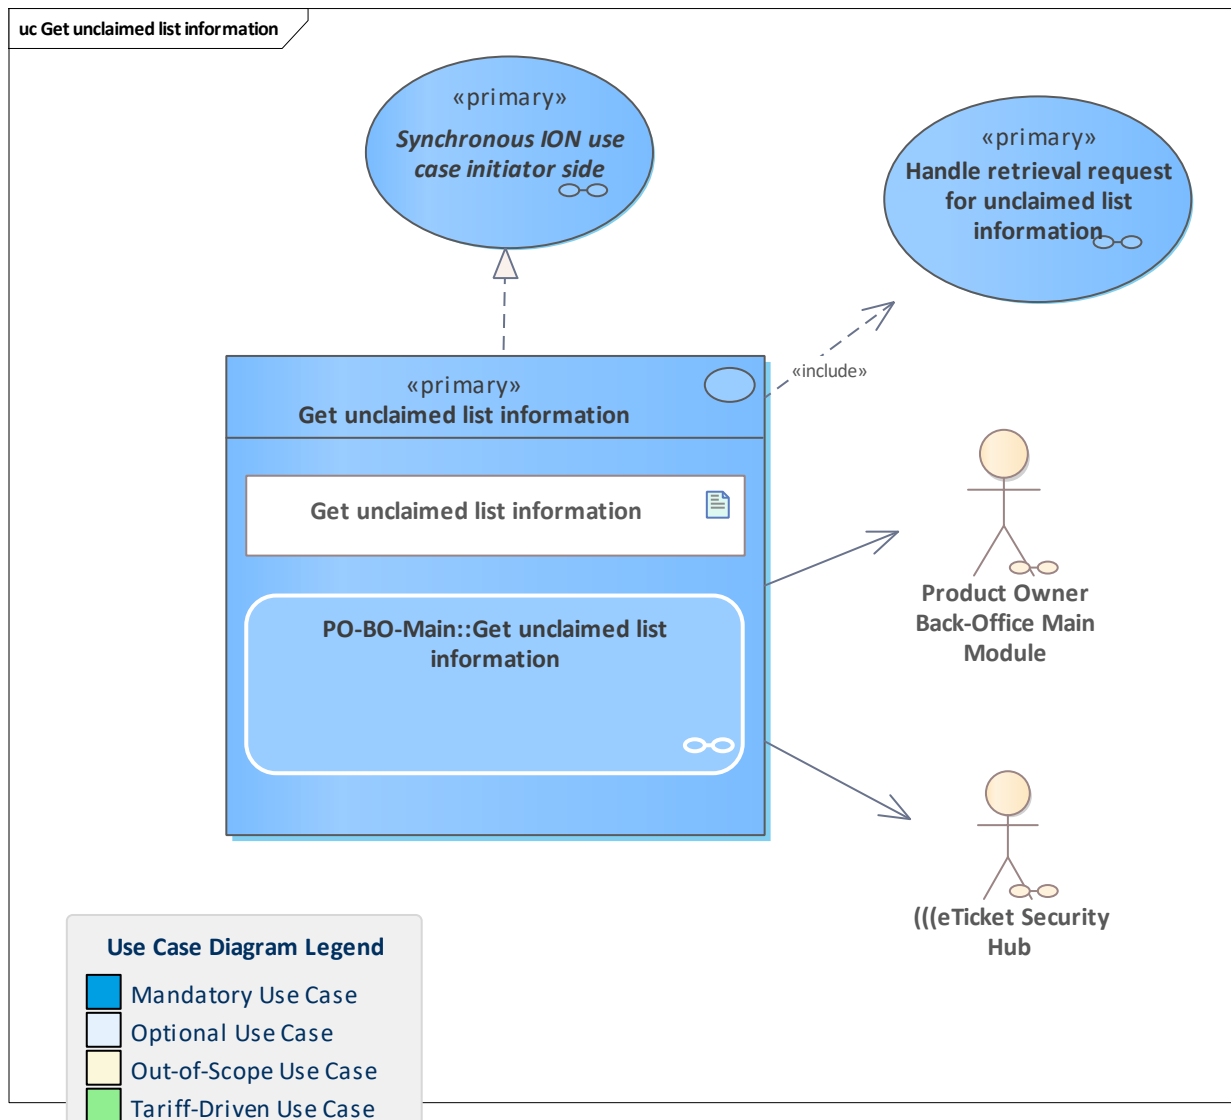 uc Get unclaimed list information
«primary»
Synchronous ION use
case initiator side
«primary»
Handle retrieval request
for unclaimed list
information
«include»
«primary»
Get unclaimed list information
Get unclaimed list information
PO-BO-Main::Get unclaimed list
information
Product Owner
Back-Office Main
Module
(((eTicket Security
Hub
Use Case Diagram Legend
Mandatory Use Case
Optional Use Case
Out-of-Scope Use Case
Tariff-Driven Use Case